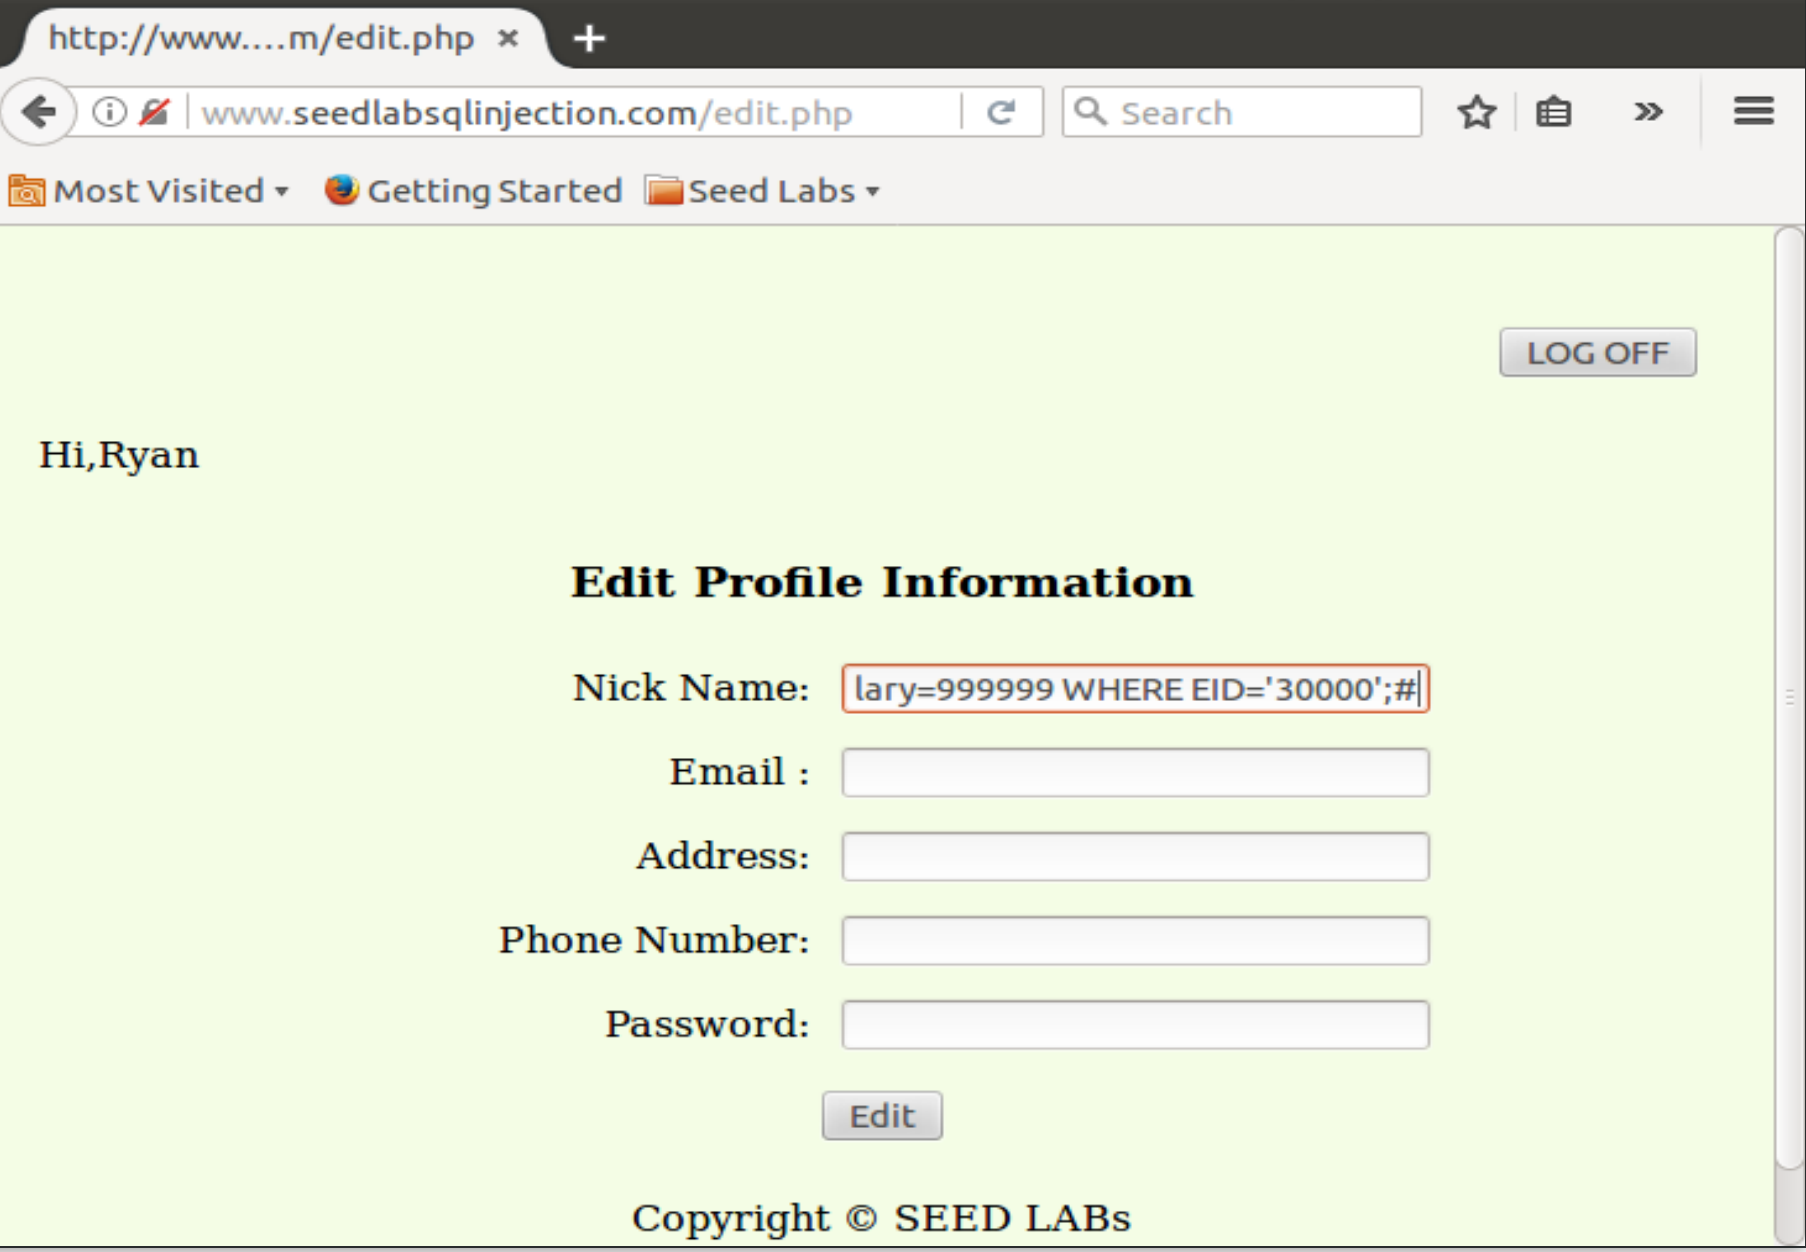 http://www....m/edit.php
www.seedlabsqlinjection.com/edit.php
Search
Most Visited
Getting Started
Seed Labs
LOG OFF
Hi,Ryan
Edit Profile Information
Nick Name: lary=999999 WHERE EID='30000';#
Email :
Address:
Phone Number:
Password:
Edit
Copyright © SEED LABs